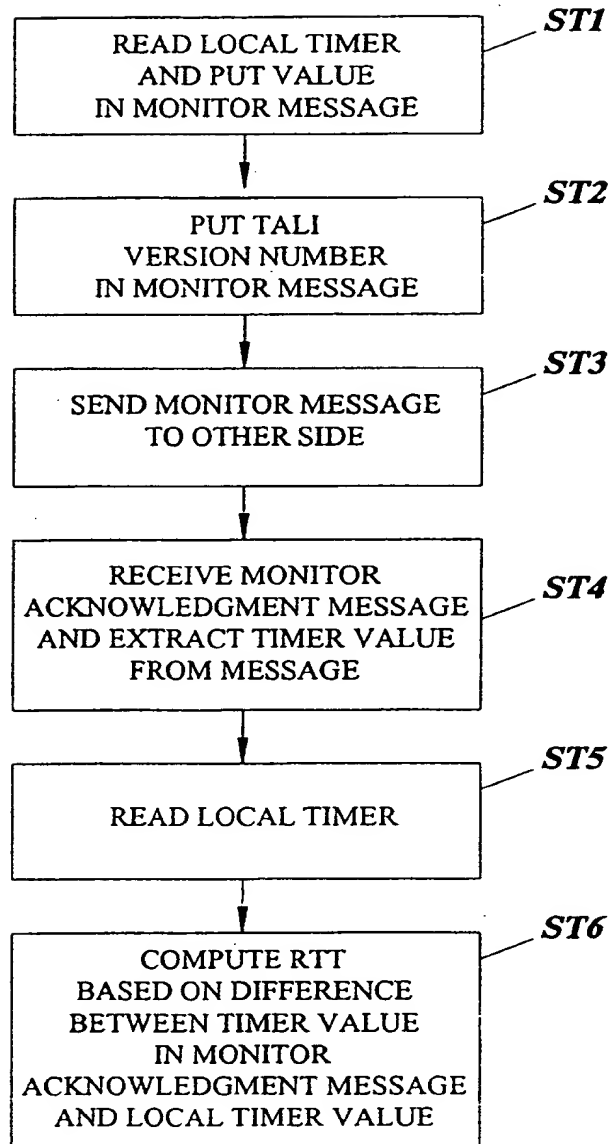 ST1
READ LOCAL TIMER
AND PUT VALUE
IN MONITOR MESSAGE
ST2
PUT TALI
VERSION NUMBER
IN MONITOR MESSAGE
ST3
SEND MONITOR MESSAGE
TO OTHER SIDE
ST4
RECEIVE MONITOR
ACKNOWLEDGMENT MESSAGE
AND EXTRACT TIMER VALUE
FROM MESSAGE
ST5
READ LOCAL TIMER
ST6
COMPUTE RTT
BASED ON DIFFERENCE
BETWEEN TIMER VALUE
IN MONITOR
ACKNOWLEDGMENT MESSAGE
AND LOCAL TIMER VALUE